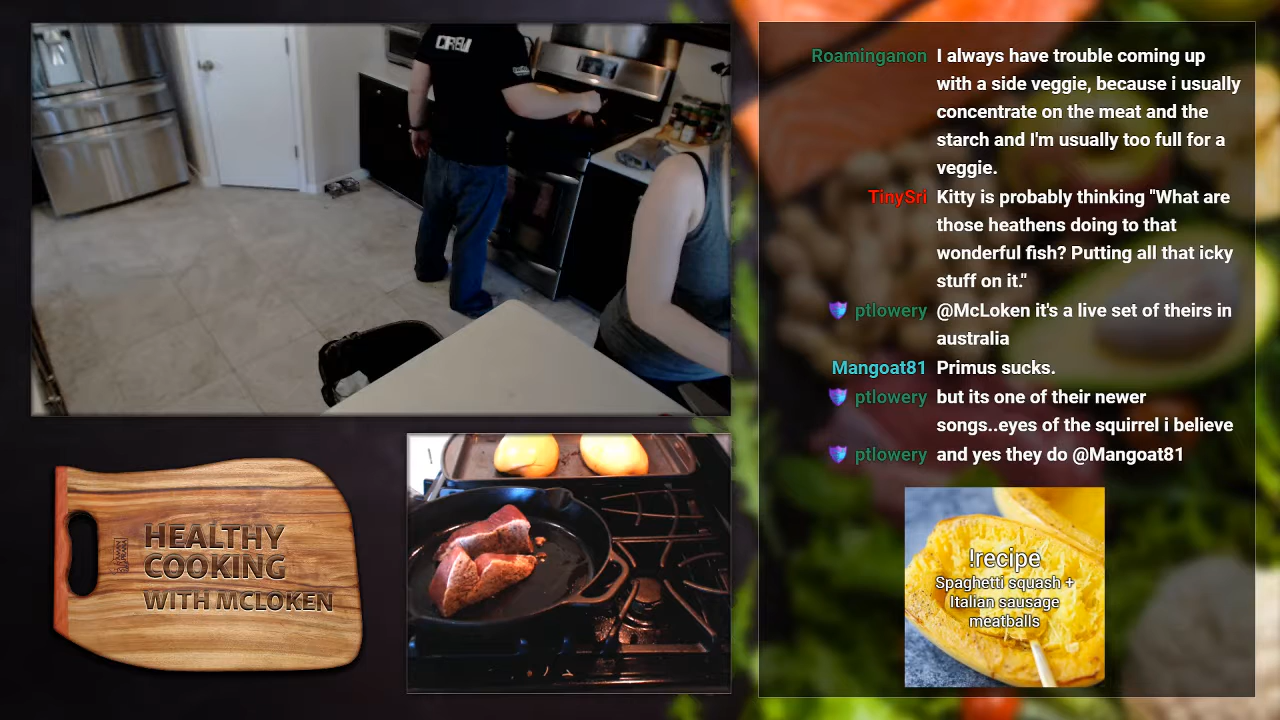 CREW
Roaminganon I always have trouble coming up
with a side veggie, because i usually
concentrate on the meat and the
starch and I'm usually too full for a
veggie.
TinySri Kitty is probably thinking "What are
those heathens doing to that
wonderful fish? Putting all that icky
stuff on it."
ptlowery @McLoken it's a live set of theirs in
australia
Mangoat81 Primus sucks.
ptlowery but its one of their newer
songs..eyes of the squirrel i believe
ptlowery and yes they do @Mangoat81
HEALTHY
COOKING
WITH MCLOKEN
!recipe
Spaghetti squash +
Italian sausage
meatballs